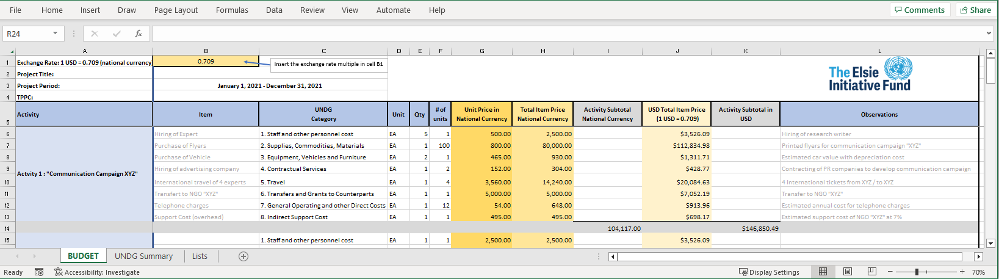 File Home Insert Draw Page Layout Formulas Data Review View Automate Help Comments Share
R24 fx
A B C D E F G H I J K L
1 Exchange Rate: 1 USD = 0.709 (national currency 0.709 Insert the exchange rate multiple in cell B1
2 Project Title:
3 Project Period: January 1, 2021 - December 31, 2021
4 TPPC:
The Elsie
Initiative Fund
5 Activity Item UNDG Category Unit Qty # of units Unit Price in National Currency Total Item Price National Currency Activity Subtotal National Currency USD Total Item Price (1 USD = 0.709) Activity Subtotal in USD Observations
6 Hiring of Expert 1. Staff and other personnel cost EA 5 1 500.00 2,500.00 $3,526.09 Hiring of research writer
7 Purchase of Flyers 2. Supplies, Commodities, Materials EA 1 100 800.00 80,000.00 $112,834.98 Printed flyers for communication campaign "XYZ"
8 Purchase of Vehicle 3. Equipment, Vehicles and Furniture EA 2 1 465.00 930.00 $1,311.71 Estimated car value with depreciation cost
9 Hiring of advertising company 4. Contractual Services EA 1 2 152.00 304.00 $428.77 Contracting of PR companies to develop communication campaign
Actvity 1 : "Communication Campaign XYZ"
10 International travel of 4 experts 5. Travel EA 1 4 3,560.00 14,240.00 $20,084.63 4 International tickets from XYZ / to XYZ
11 Transfert to NGO "XYZ" 6. Transfers and Grants to Counterparts EA 1 1 5,000.00 5,000.00 $7,052.19 Transfer to NGO "XYZ"
12 Telephone charges 7. General Operating and other Direct Costs EA 1 12 54.00 648.00 $913.96 Estimated annual cost for telephone charges
13 Support Cost (overhead) 8. Indirect Support Cost EA 1 1 495.00 495.00 $698.17 Estimated support cost of NGO "XYZ" at 7%
14 104,117.00 $146,850.49
15 1. Staff and other personnel cost EA 1 1 2,500.00 2,500.00 $3,526.09
BUDGET UNDG Summary Lists
Ready Accessibility: Investigate Display Settings 70%